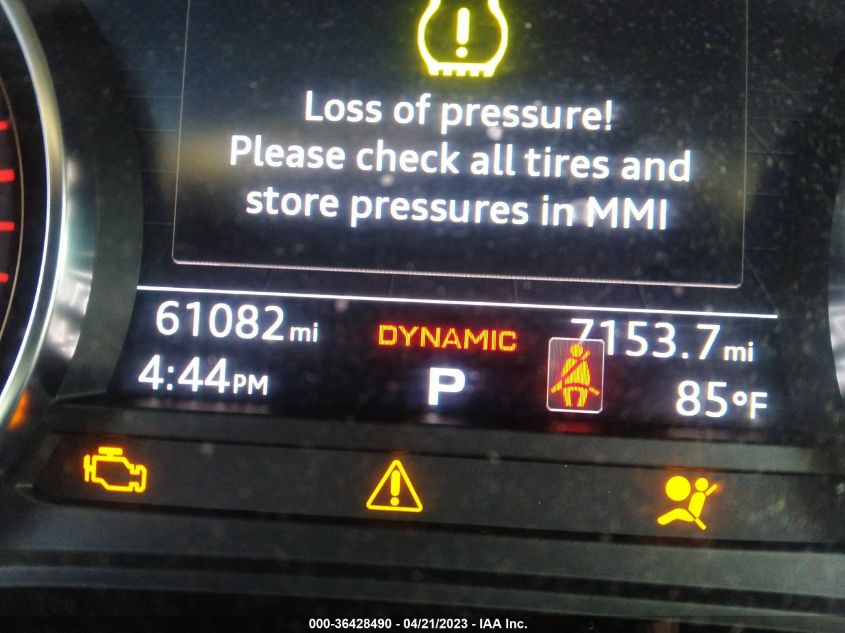 Loss of pressure!
Please check all tires and
store pressures in MMI
61082 mi DYNAMIC 7153.7 mi
4:44 PM P 85°F
000-36428490 - 04/21/2023 - IAA Inc.